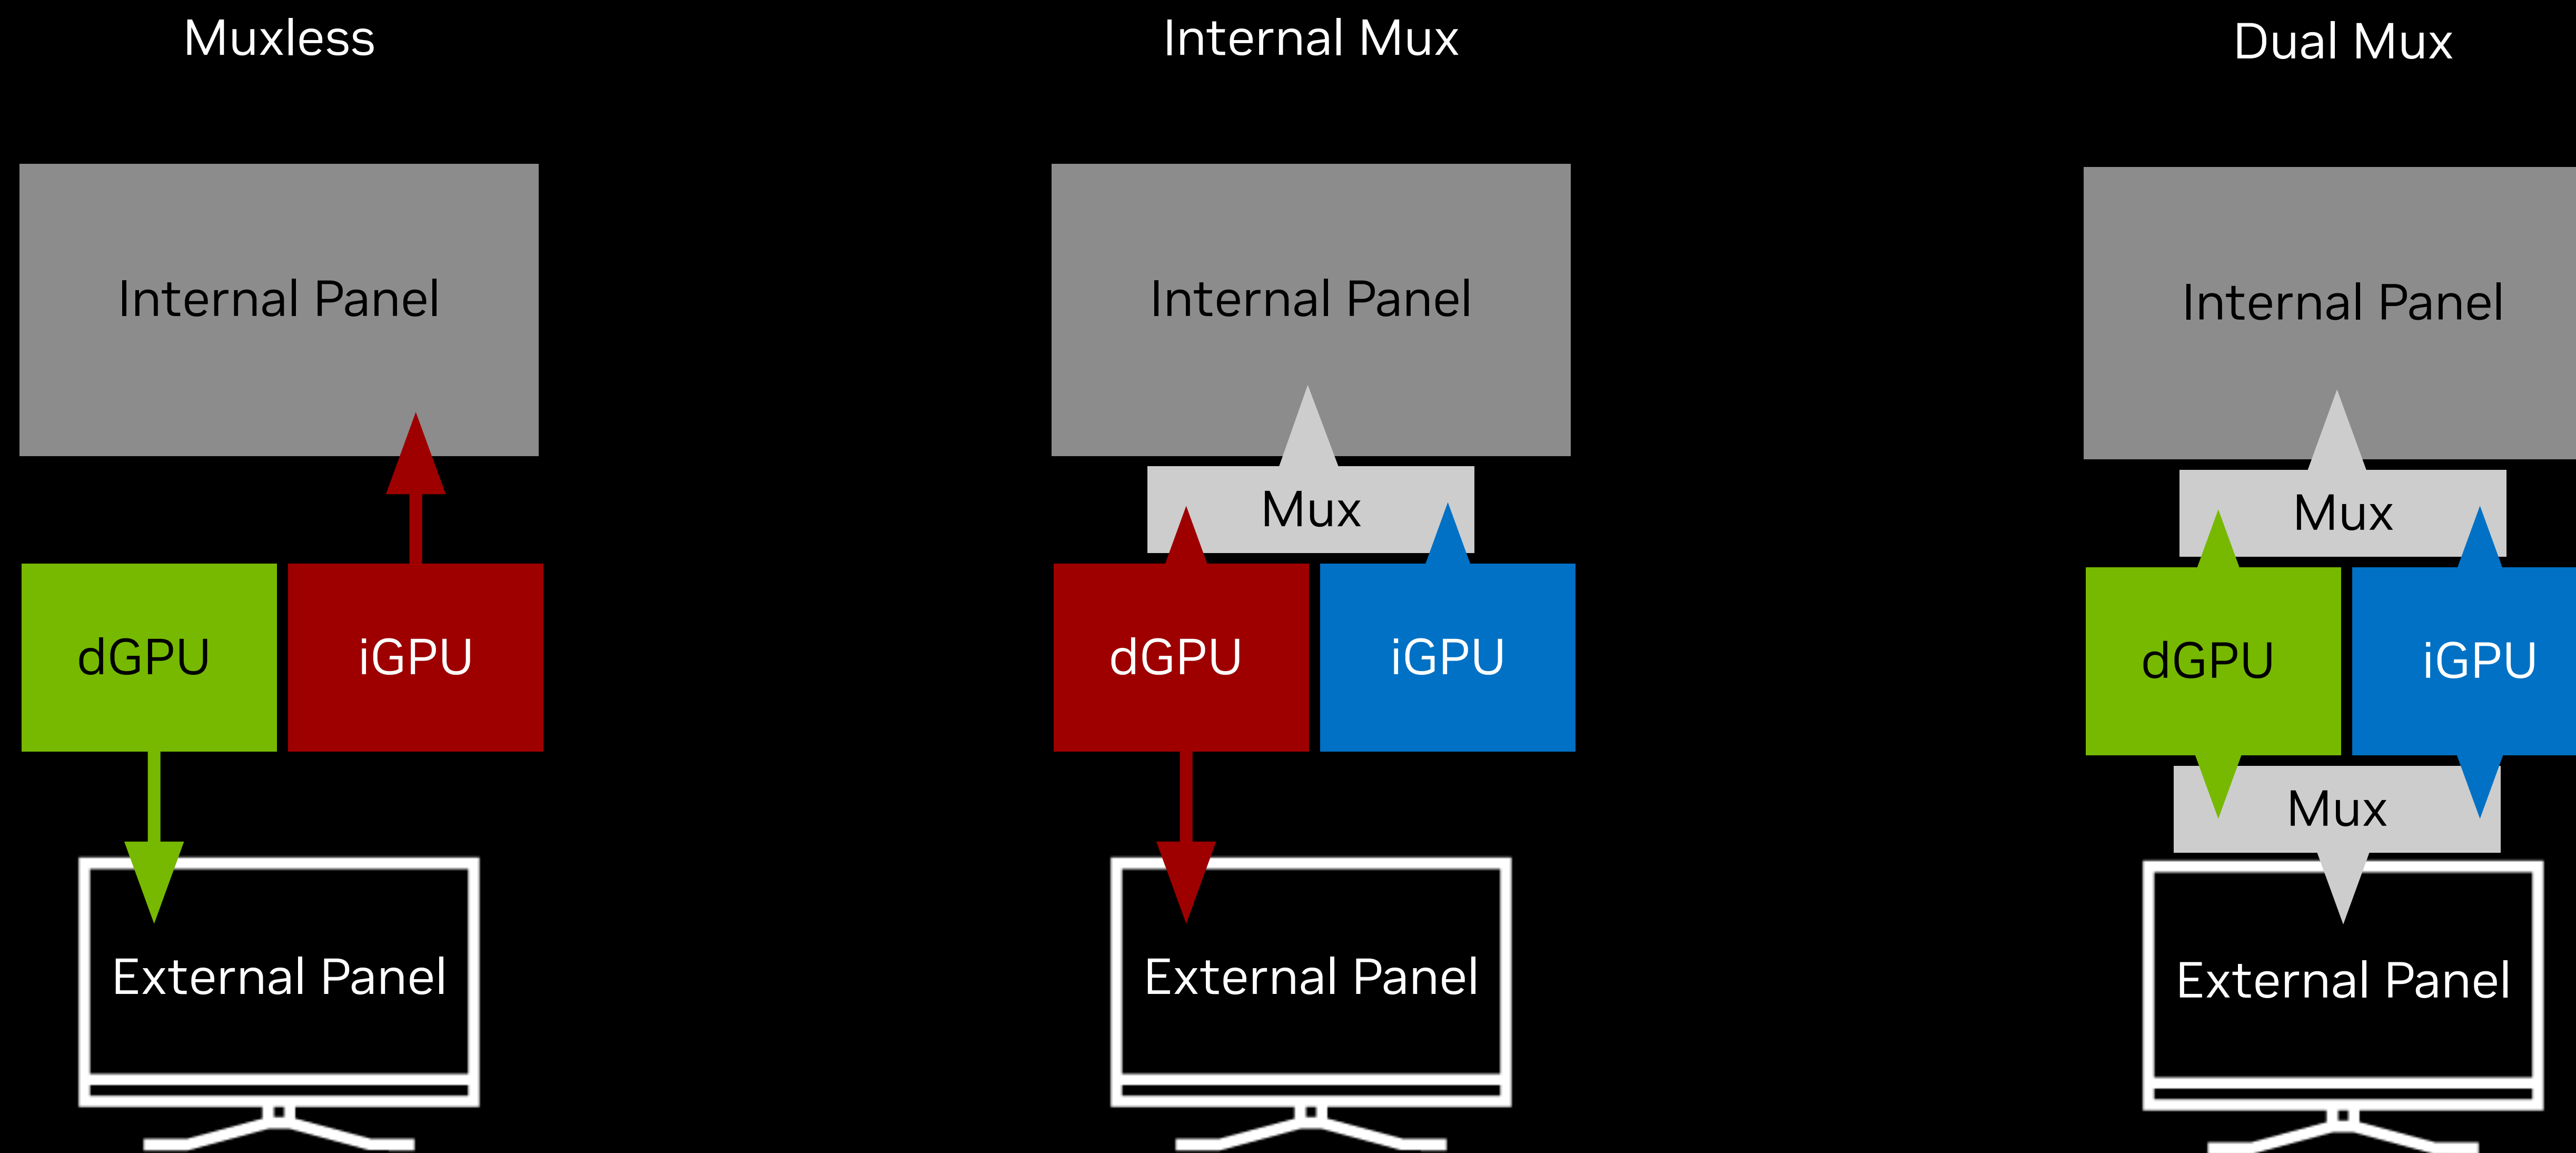 Muxless
Internal Panel
dGPU
iGPU
External Panel
Internal Mux
Internal Panel
Mux
dGPU
iGPU
External Panel
Dual Mux
Internal Panel
Mux
dGPU
iGPU
Mux
External Panel